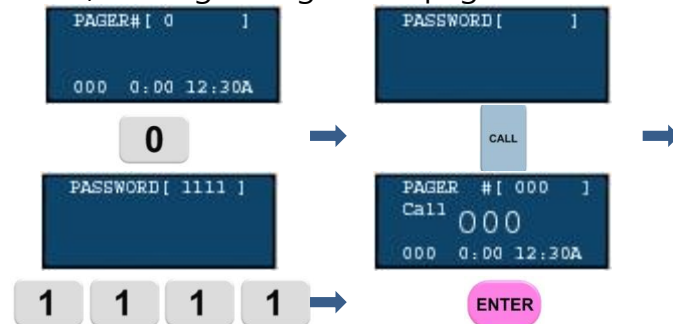 PAGER#[ 0 ]
000 0:00 12:30A
0
PASSWORD[ ]
CALL
PASSWORD[ 1111 ]
1 1 1 1
PAGER #[ 000 ]
Call 000
000 0:00 12:30A
ENTER